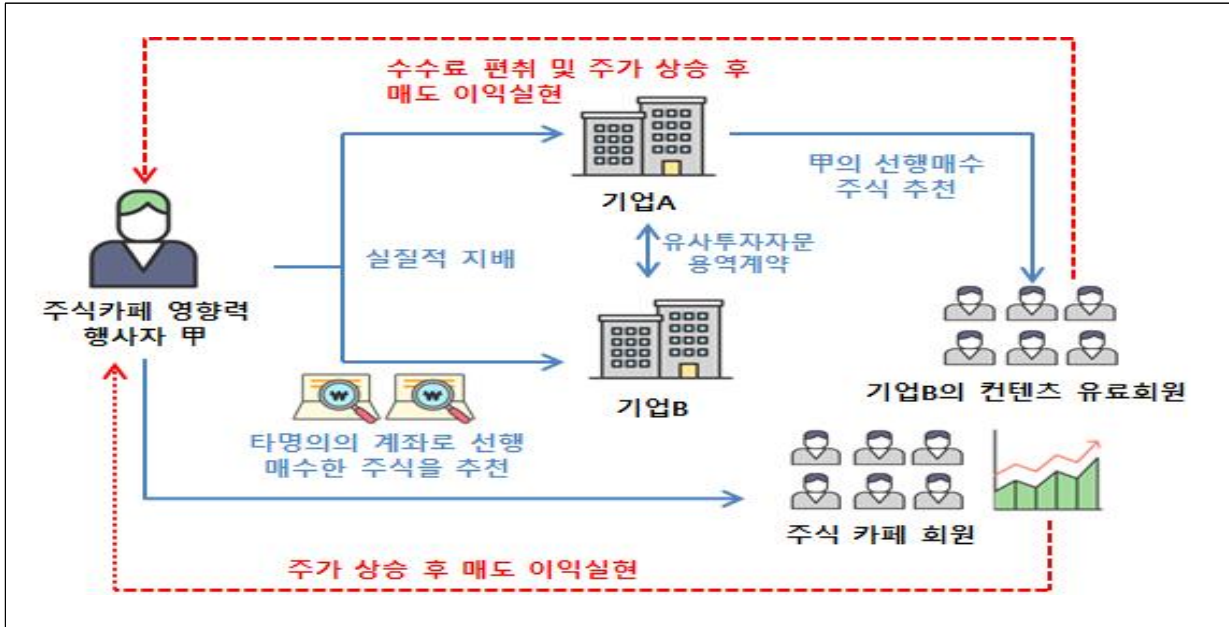 수수료 편취 및 주가 상승 후
매도 이익실현
기업A
甲의 선행매수
주식 추천
실질적 지배
유사투자자문
용역계약
주식카페 영향력
행사자 甲
기업B
기업B의 컨텐츠 유료회원
₩
₩
타명의의 계좌로 선행
매수한 주식을 추천
주식 카페 회원
주가 상승 후 매도 이익실현